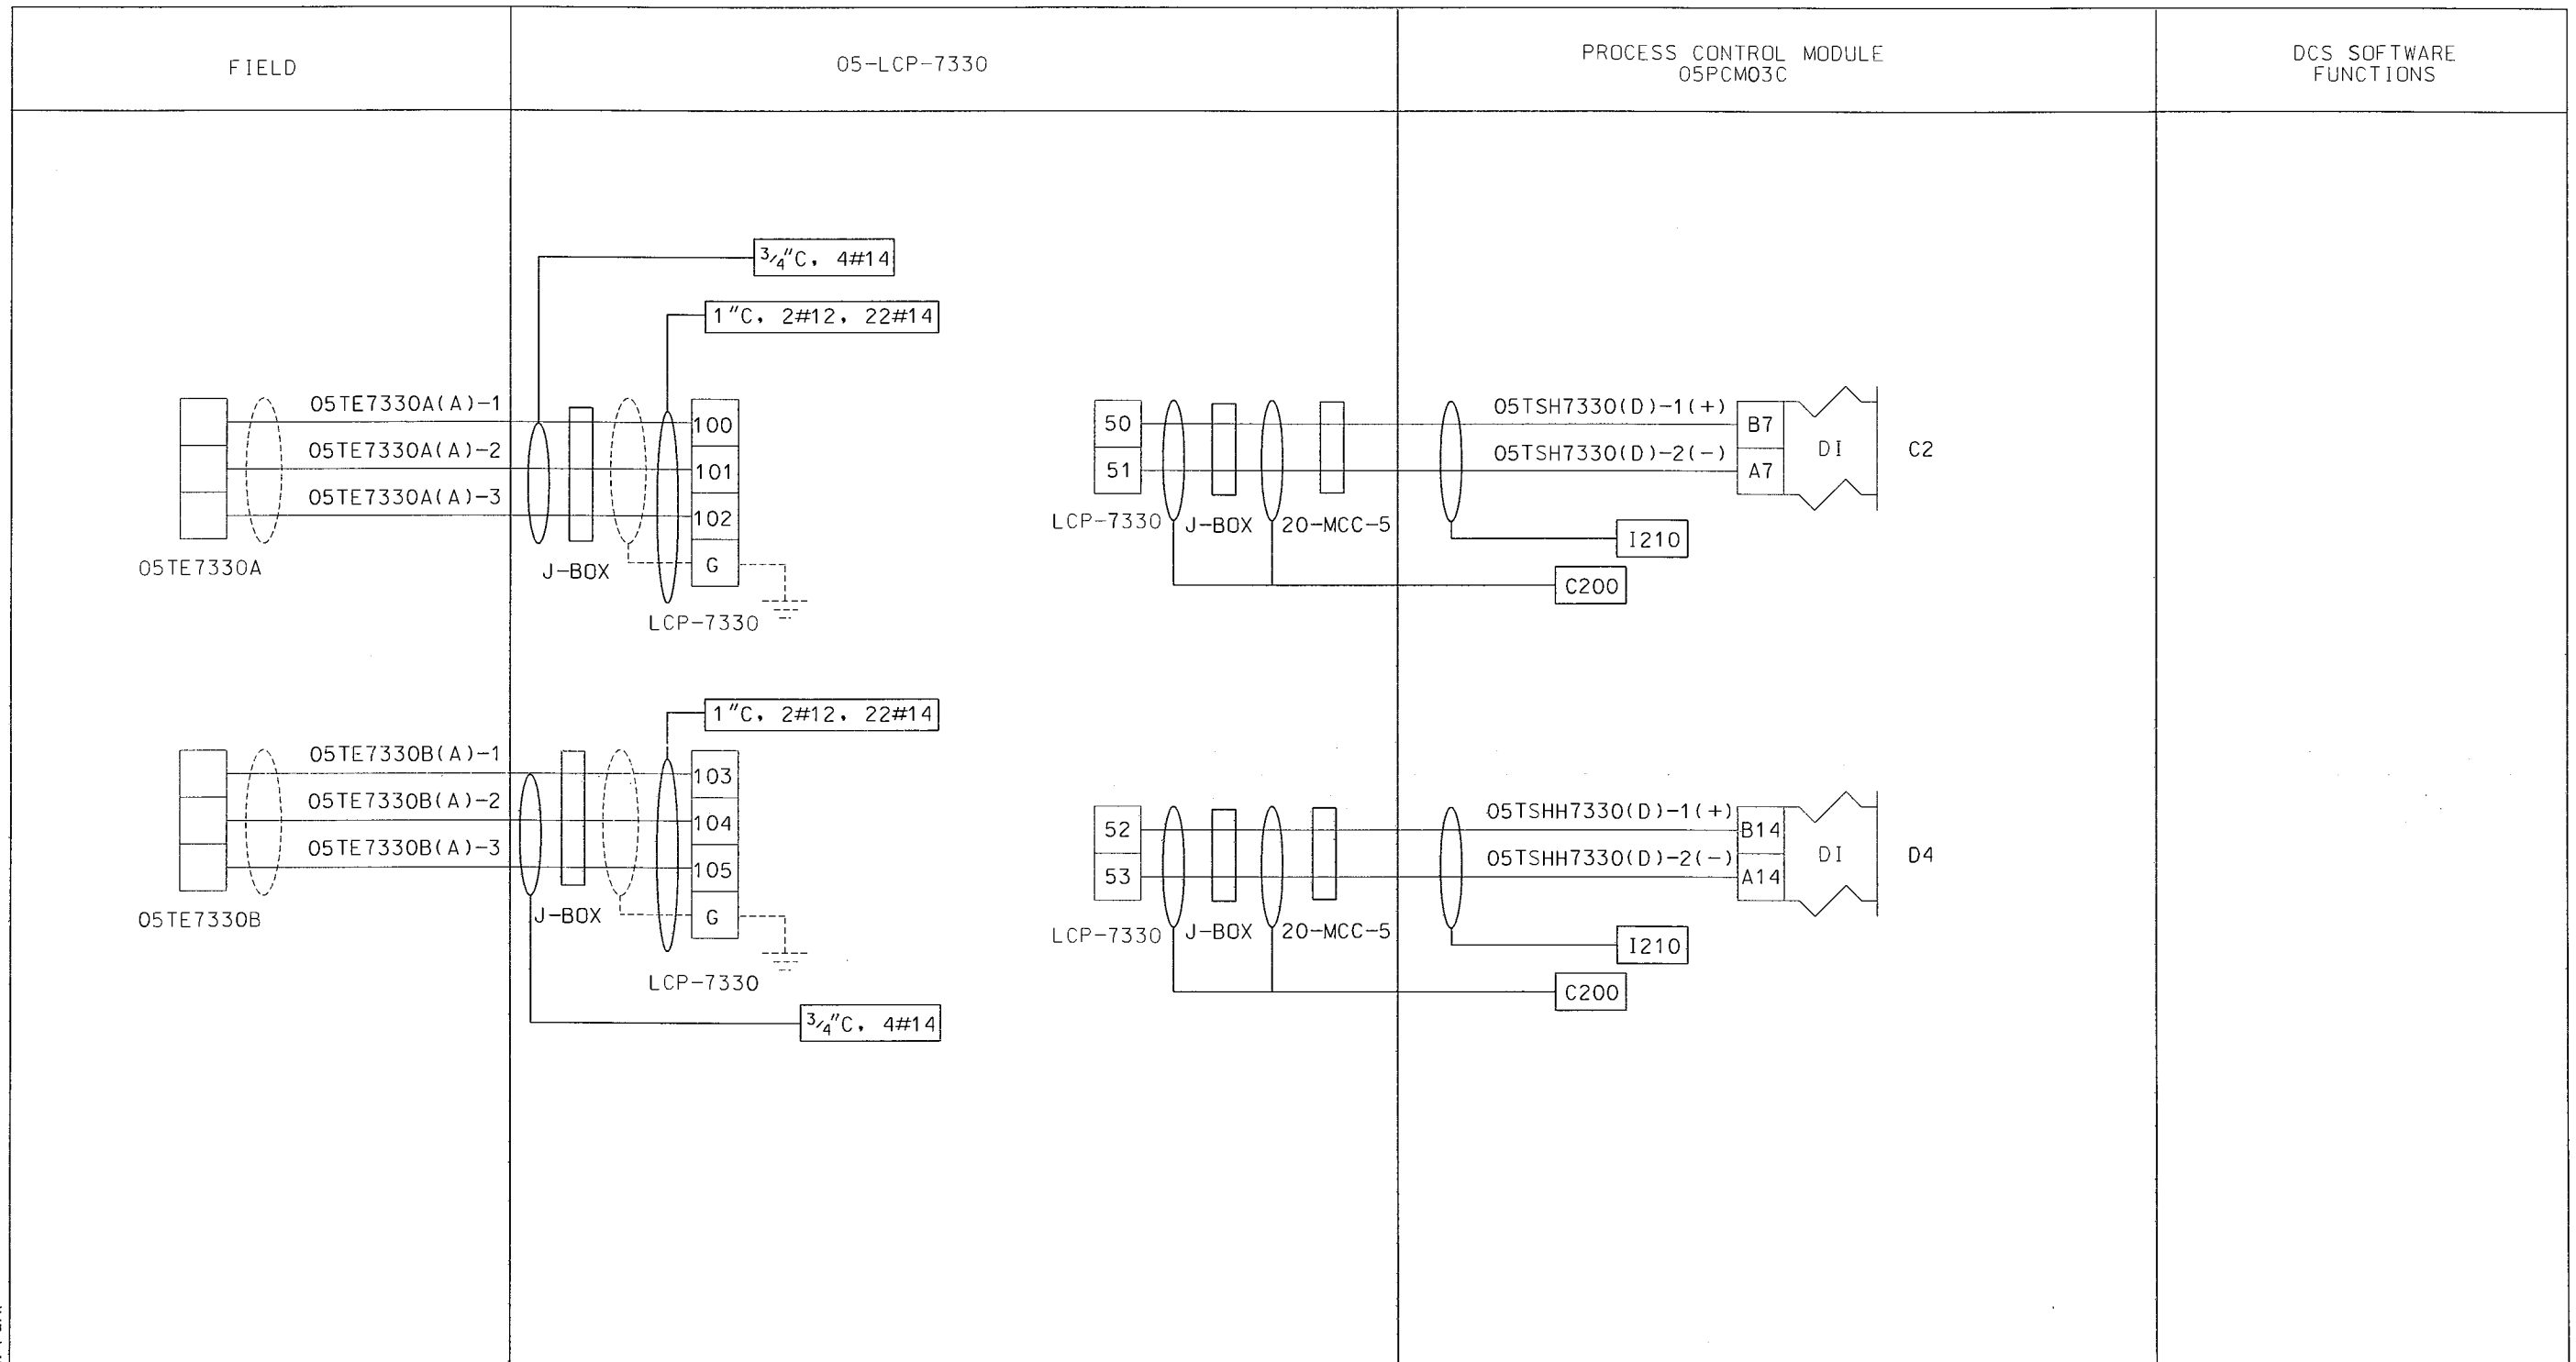 FIELD
05-LCP-7330
PROCESS CONTROL MODULE
05PCM03C
DCS SOFTWARE
FUNCTIONS
3/4"C, 4#14
1"C, 2#12, 22#14
05TE7330A(A)-1
05TE7330A(A)-2
05TE7330A(A)-3
05TE7330A
J-BOX
100
101
102
G
LCP-7330
50
51
LCP-7330
J-BOX
20-MCC-5
05TSH7330(D)-1(+)
05TSH7330(D)-2(-)
B7
A7
DI
C2
I210
C200
1"C, 2#12, 22#14
05TE7330B(A)-1
05TE7330B(A)-2
05TE7330B(A)-3
05TE7330B
J-BOX
103
104
105
G
LCP-7330
3/4"C, 4#14
52
53
LCP-7330
J-BOX
20-MCC-5
05TSHH7330(D)-1(+)
05TSHH7330(D)-2(-)
B14
A14
DI
D4
I210
C200